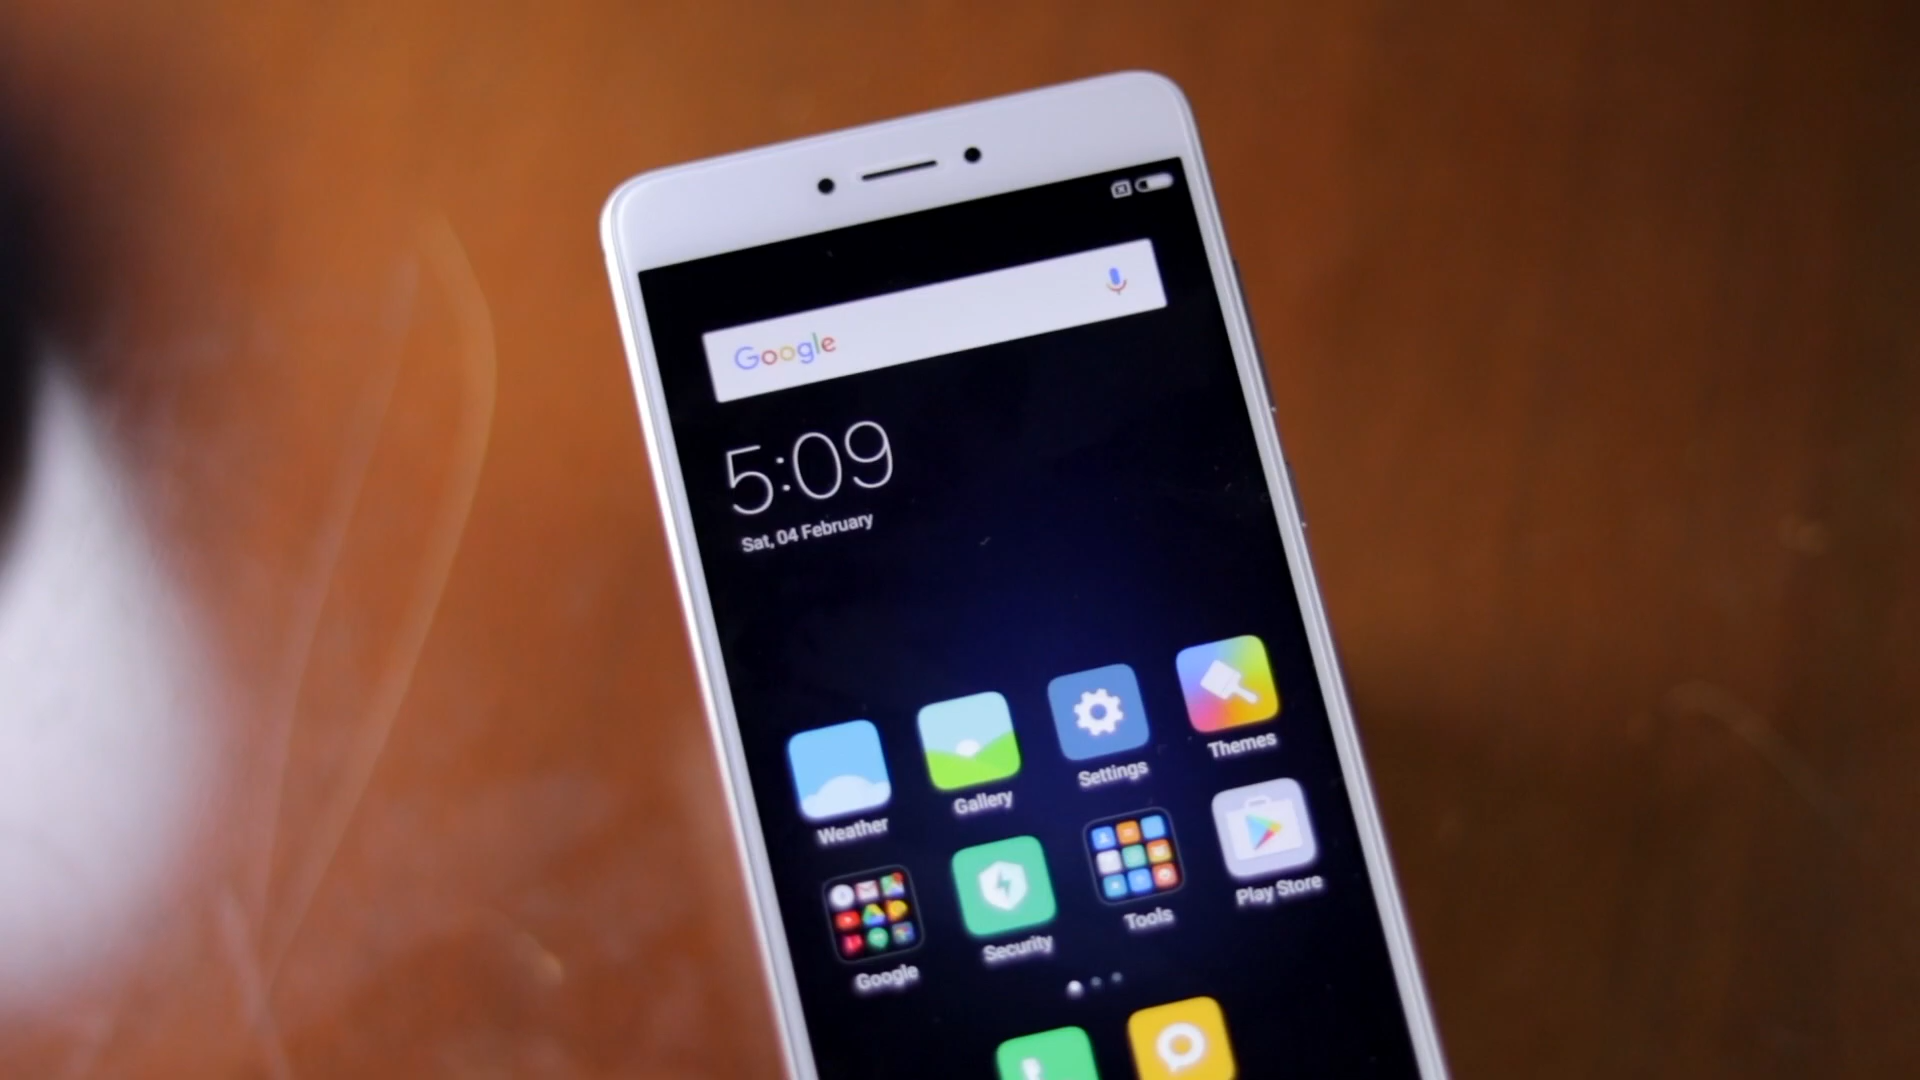 Google
5:09
Sat, 04 February
Weather
Gallery
Settings
Themes
Google
Security
Tools
Play Store